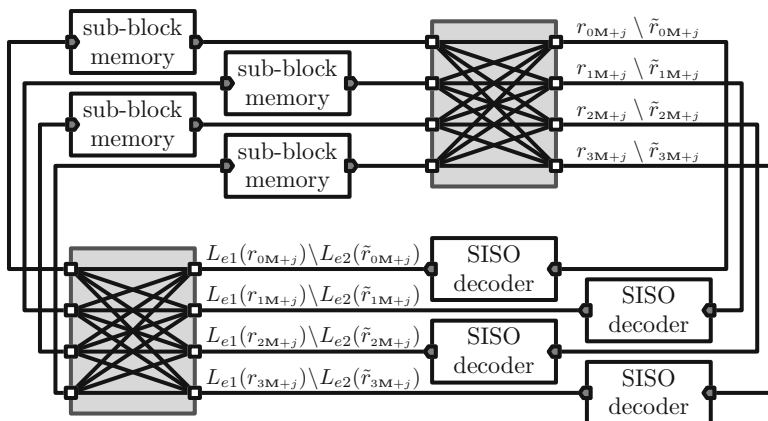 sub-block
memory
r_{0M+j} \ r̃_{0M+j}
sub-block
memory
r_{1M+j} \ r̃_{1M+j}
sub-block
memory
r_{2M+j} \ r̃_{2M+j}
sub-block
memory
r_{3M+j} \ r̃_{3M+j}
L_{e1}(r_{0M+j})\L_{e2}(r̃_{0M+j})
SISO
decoder
L_{e1}(r_{1M+j})\L_{e2}(r̃_{1M+j})
SISO
decoder
L_{e1}(r_{2M+j})\L_{e2}(r̃_{2M+j})
SISO
decoder
L_{e1}(r_{3M+j})\L_{e2}(r̃_{3M+j})
SISO
decoder